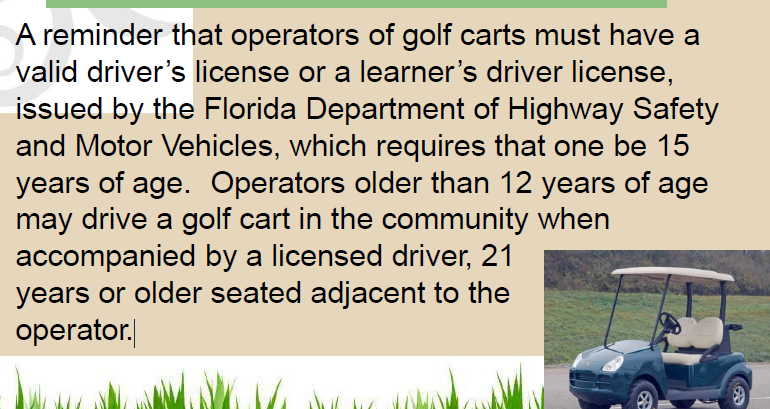 A reminder that operators of golf carts must have a
valid driver’s license or a learner’s driver license,
issued by the Florida Department of Highway Safety
and Motor Vehicles, which requires that one be 15
years of age.  Operators older than 12 years of age
may drive a golf cart in the community when
accompanied by a licensed driver, 21
years or older seated adjacent to the
operator.